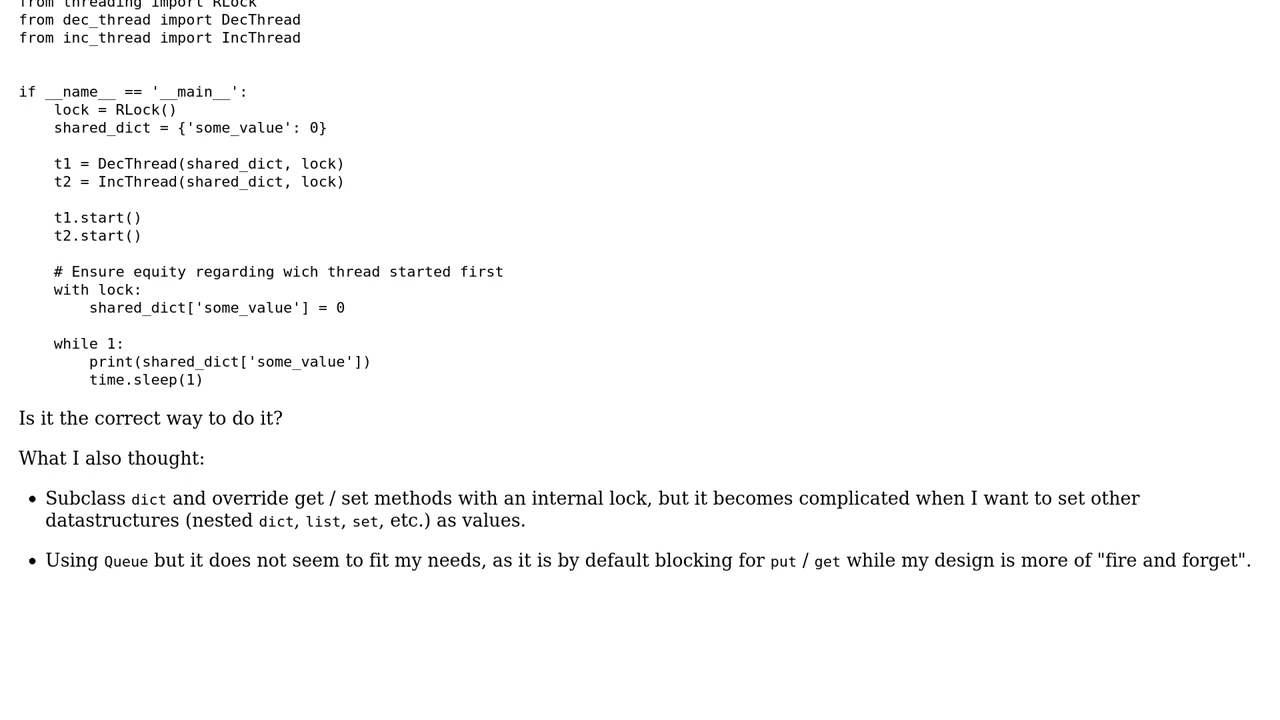 from threading import RLock
from dec_thread import DecThread
from inc_thread import IncThread
if __name__ == '__main__':
    lock = RLock()
    shared_dict = {'some_value': 0}
    t1 = DecThread(shared_dict, lock)
    t2 = IncThread(shared_dict, lock)
    t1.start()
    t2.start()
    # Ensure equity regarding wich thread started first
    with lock:
        shared_dict['some_value'] = 0
    while 1:
        print(shared_dict['some_value'])
        time.sleep(1)
Is it the correct way to do it?
What I also thought:
• Subclass dict and override get / set methods with an internal lock, but it becomes complicated when I want to set other
datastructures (nested dict, list, set, etc.) as values.
• Using Queue but it does not seem to fit my needs, as it is by default blocking for put / get while my design is more of "fire and forget".